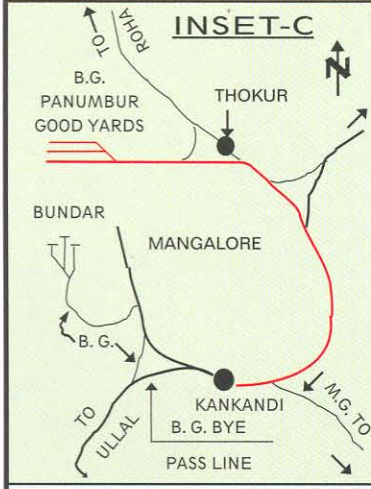 INSET-C
TO
ROHA
N
B.G.
PANUMBUR
GOOD YARDS
THOKUR
BUNDAR
MANGALORE
B. G.
KANKANDI
M.G. TO
TO
ULLAL
B. G. BYE
PASS LINE